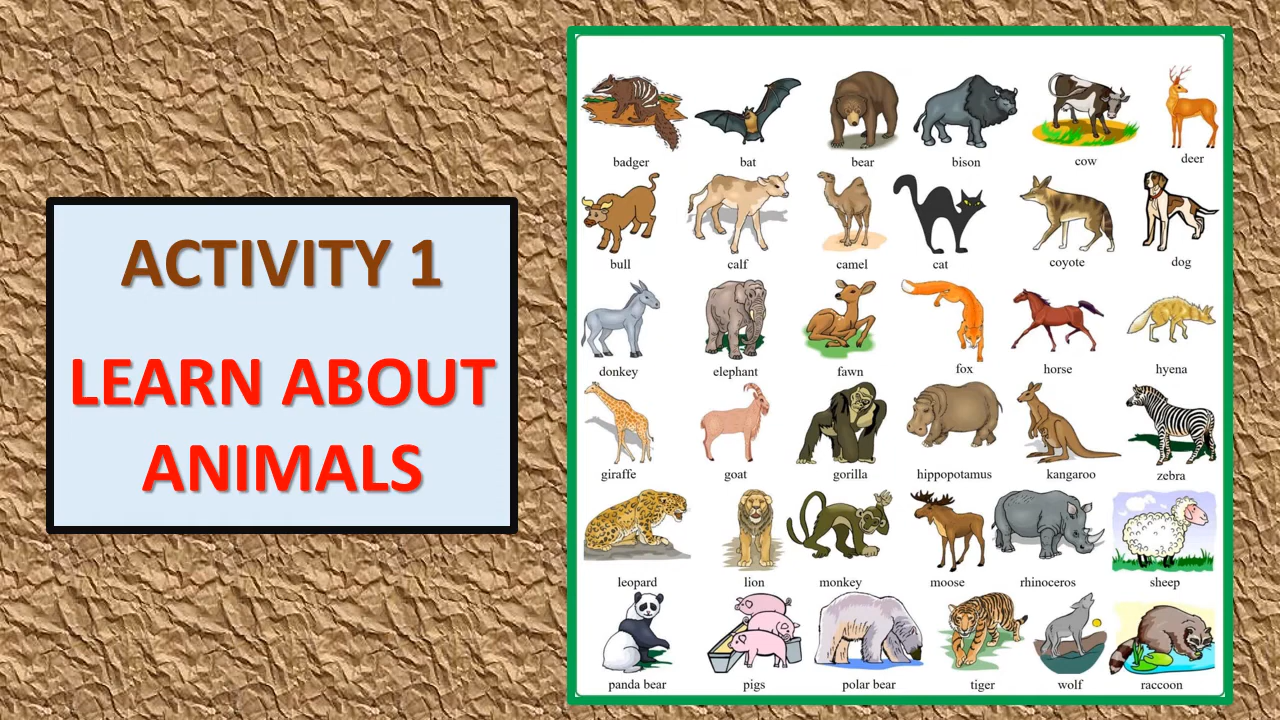 ACTIVITY 1
LEARN ABOUT
ANIMALS
badger bat bear bison cow deer
bull calf camel cat coyote dog
donkey elephant fawn fox horse hyena
giraffe goat gorilla hippopotamus kangaroo zebra
leopard lion monkey moose rhinoceros sheep
panda bear pigs polar bear tiger wolf raccoon